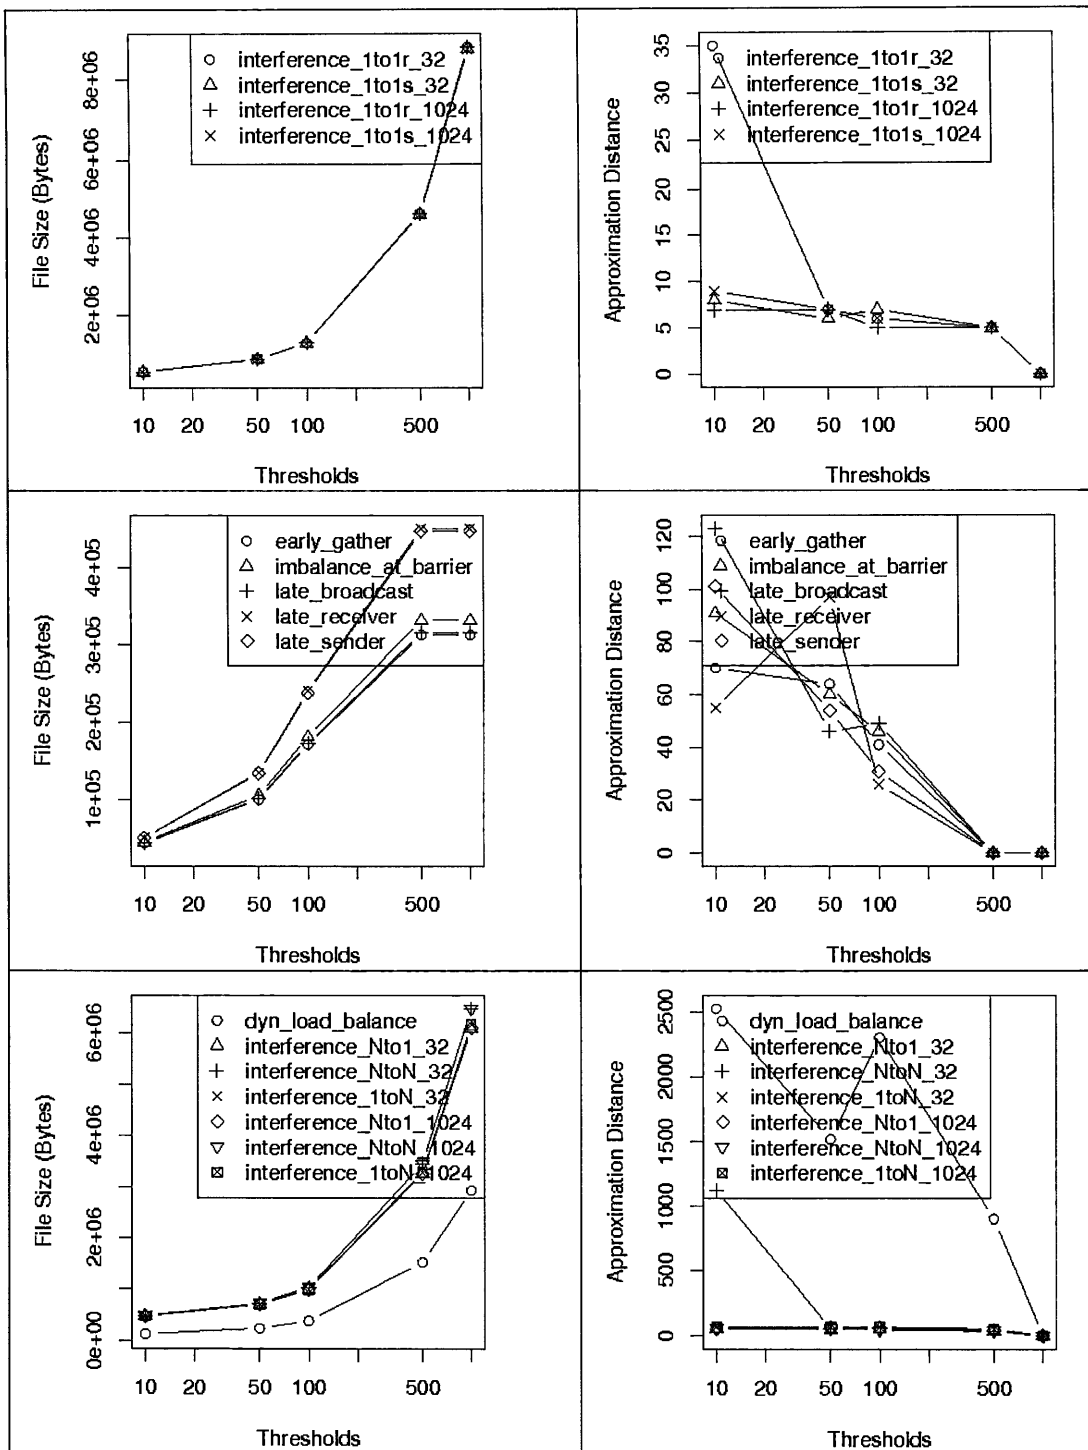 interference_1to1r_32
interference_1to1s_32
interference_1to1r_1024
interference_1to1s_1024
File Size (Bytes)
2e+06 4e+06 6e+06 8e+06
10 20 50 100 500
Thresholds
interference_1to1r_32
interference_1to1s_32
interference_1to1r_1024
interference_1to1s_1024
Approximation Distance
0 5 10 15 20 25 30 35
10 20 50 100 500
Thresholds
early_gather
imbalance_at_barrier
late_broadcast
late_receiver
late_sender
File Size (Bytes)
1e+05 2e+05 3e+05 4e+05
10 20 50 100 500
Thresholds
early_gather
imbalance_at_barrier
late_broadcast
late_receiver
late_sender
Approximation Distance
0 20 40 60 80 100 120
10 20 50 100 500
Thresholds
dyn_load_balance
interference_Nto1_32
interference_NtoN_32
interference_1toN_32
interference_Nto1_1024
interference_NtoN_1024
interference_1toN_1024
File Size (Bytes)
0e+00 2e+06 4e+06 6e+06
10 20 50 100 500
Thresholds
dyn_load_balance
interference_Nto1_32
interference_NtoN_32
interference_1toN_32
interference_Nto1_1024
interference_NtoN_1024
interference_1toN_1024
Approximation Distance
0 500 1000 1500 2000 2500
10 20 50 100 500
Thresholds